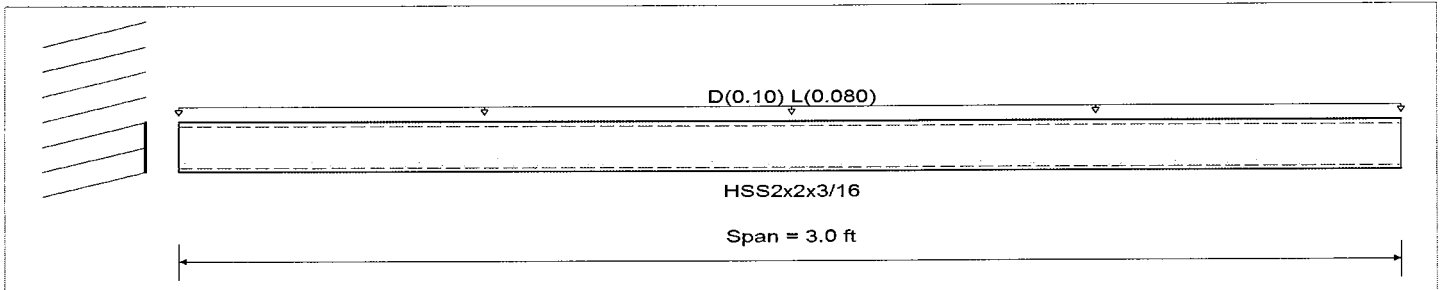 D(0.10) L(0.080)
HSS2x2x3/16
Span = 3.0 ft